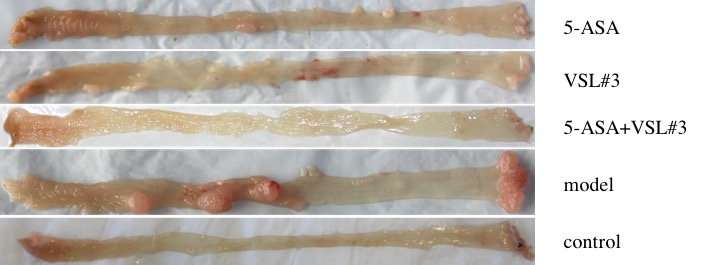 5-ASA
VSL#3
5-ASA+VSL#3
model
control